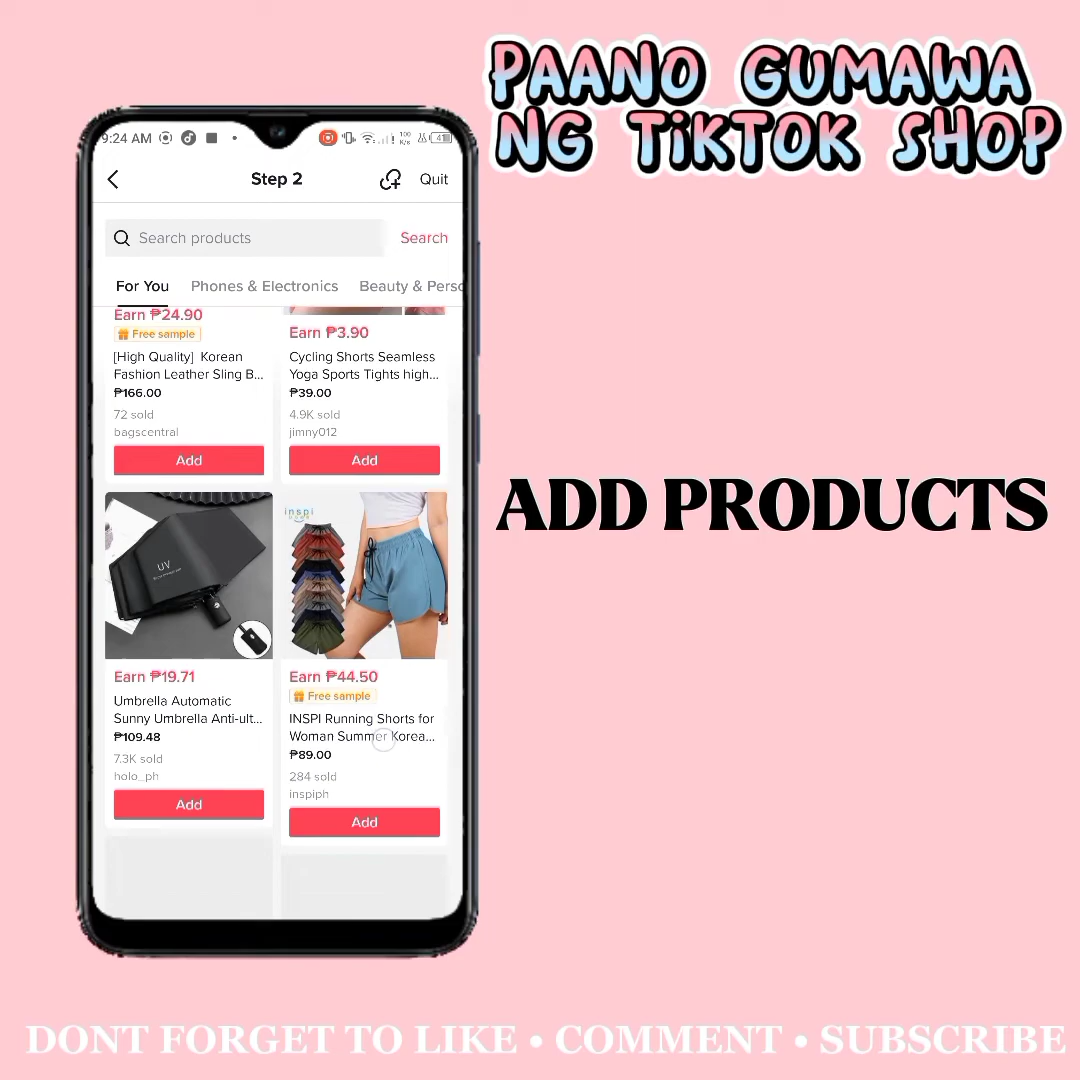 PAANO GUMAWA
NG TiKTOK SHOP
9:24 AM
Step 2
Quit
Search products
Search
For You
Phones & Electronics
Beauty & Perso
Earn ₱24.90
Free sample
[High Quality] Korean
Fashion Leather Sling B...
₱166.00
72 sold
bagscentral
Add
Earn ₱3.90
Cycling Shorts Seamless
Yoga Sports Tights high...
₱39.00
4.9K sold
jimny012
Add
UV
Earn ₱19.71
Umbrella Automatic
Sunny Umbrella Anti-ult...
₱109.48
7.3K sold
holo_ph
Add
inspi
Earn ₱44.50
Free sample
INSPI Running Shorts for
Woman Summer Korea...
₱89.00
284 sold
inspiph
Add
ADD PRODUCTS
DONT FORGET TO LIKE • COMMENT • SUBSCRIBE